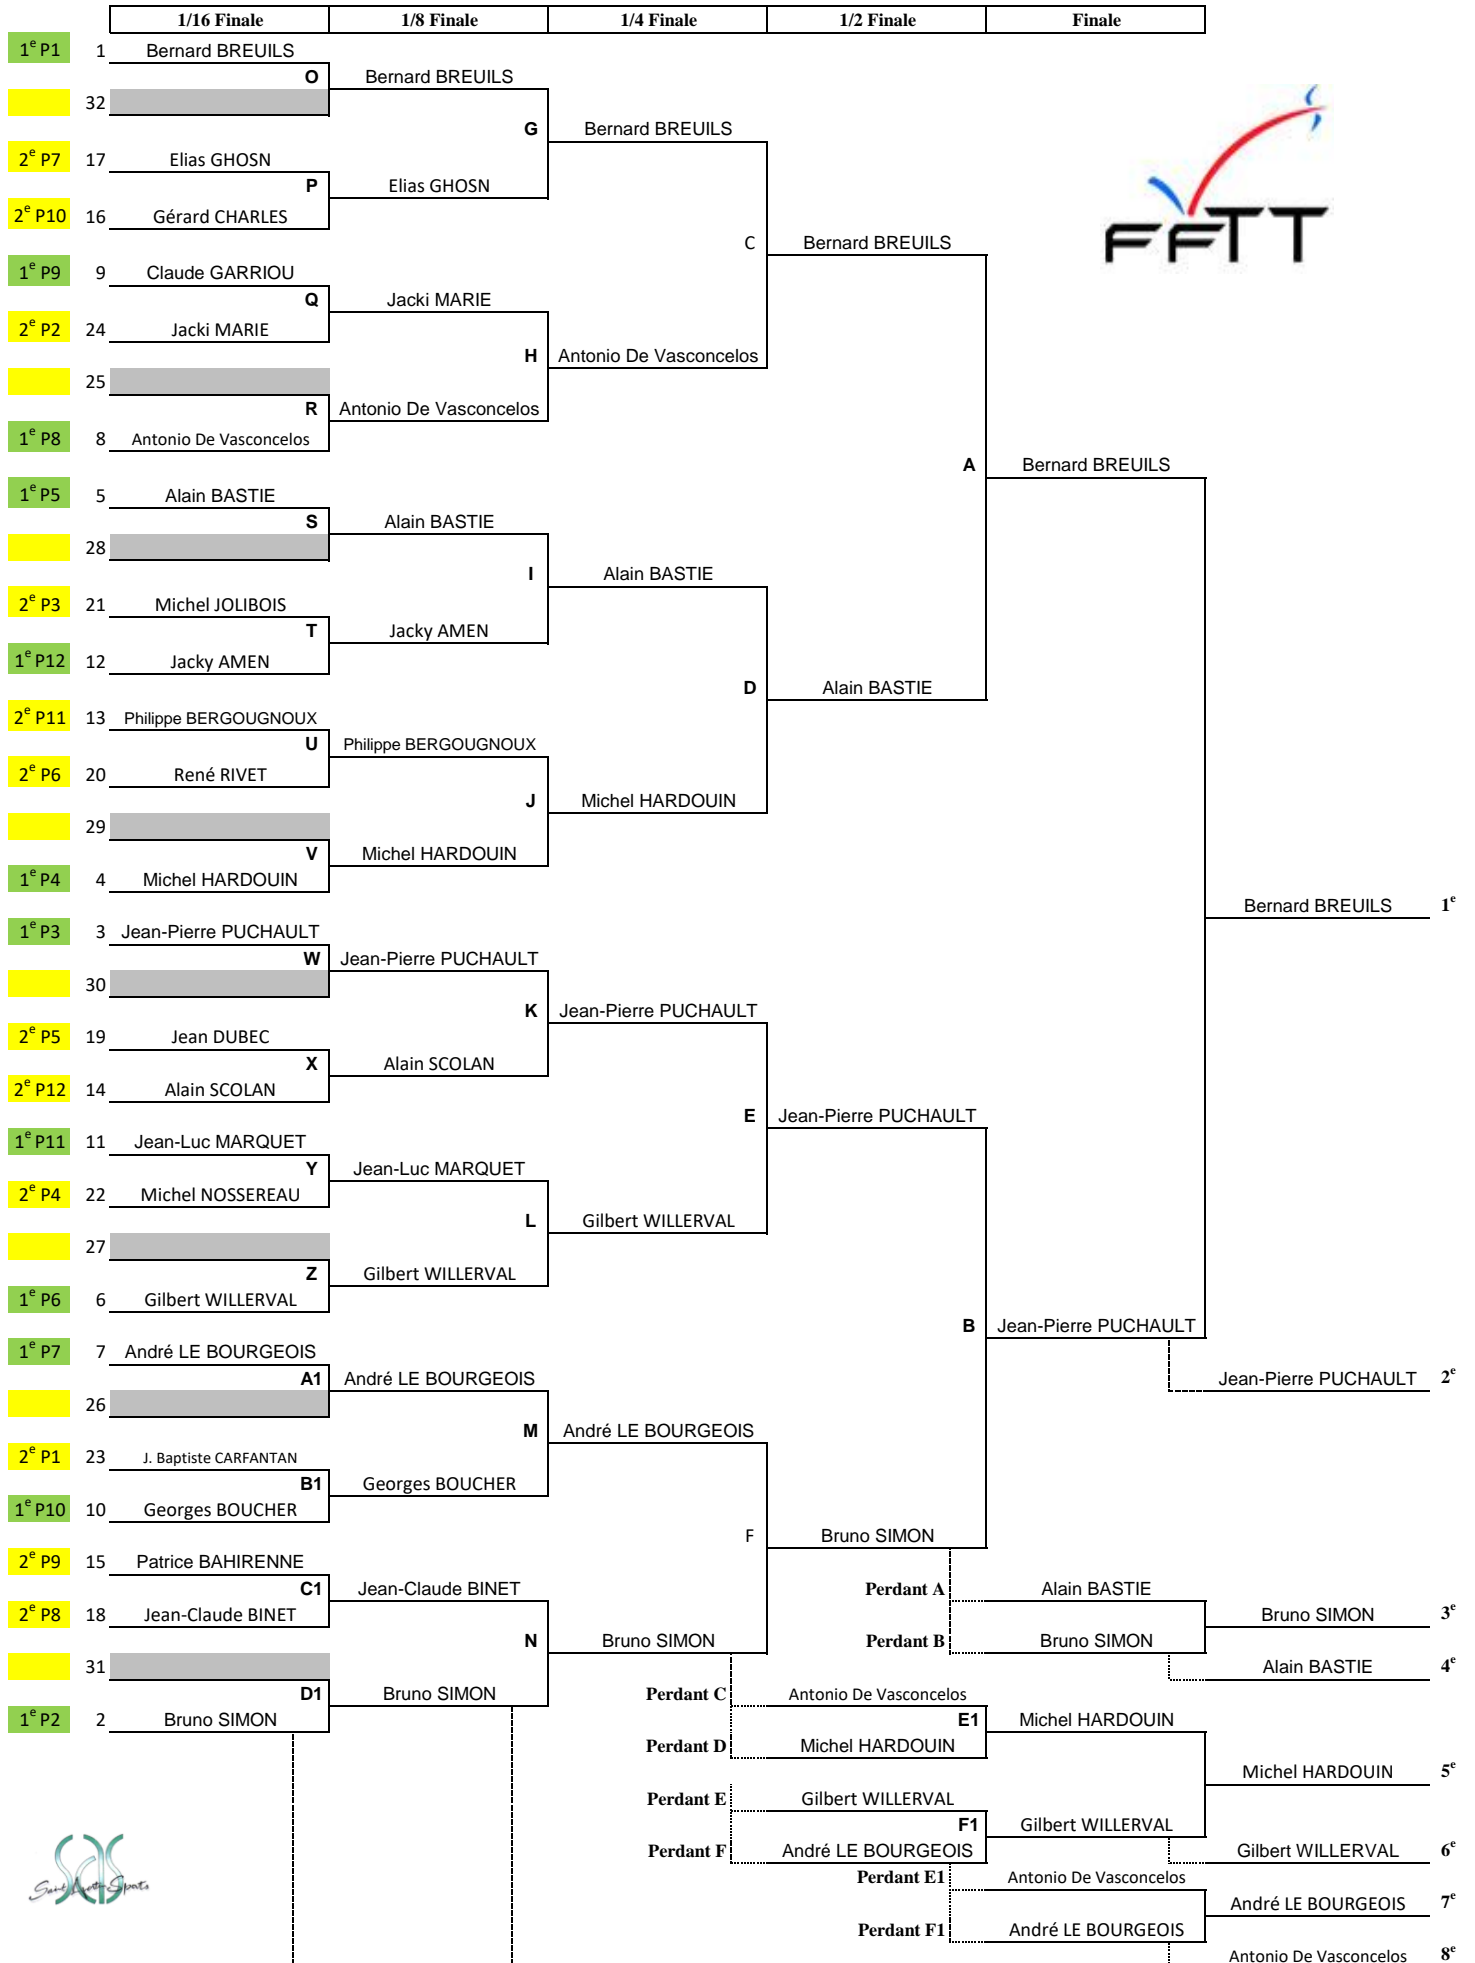 1/16 Finale 1/8 Finale 1/4 Finale 1/2 Finale Finale
1e P1 1 Bernard BREUILS
O Bernard BREUILS
32
G Bernard BREUILS
2e P7 17 Elias GHOSN
P Elias GHOSN
2e P10 16 Gérard CHARLES
C Bernard BREUILS
FFTT
1e P9 9 Claude GARRIOU
Q Jacki MARIE
2e P2 24 Jacki MARIE
H Antonio De Vasconcelos
25
R Antonio De Vasconcelos
1e P8 8 Antonio De Vasconcelos
A Bernard BREUILS
1e P5 5 Alain BASTIE
S Alain BASTIE
28
I Alain BASTIE
2e P3 21 Michel JOLIBOIS
T Jacky AMEN
1e P12 12 Jacky AMEN
D Alain BASTIE
2e P11 13 Philippe BERGOUGNOUX
U Philippe BERGOUGNOUX
2e P6 20 René RIVET
J Michel HARDOUIN
29
V Michel HARDOUIN
1e P4 4 Michel HARDOUIN
Bernard BREUILS 1e
1e P3 3 Jean-Pierre PUCHAULT
W Jean-Pierre PUCHAULT
30
K Jean-Pierre PUCHAULT
2e P5 19 Jean DUBEC
X Alain SCOLAN
2e P12 14 Alain SCOLAN
E Jean-Pierre PUCHAULT
1e P11 11 Jean-Luc MARQUET
Y Jean-Luc MARQUET
2e P4 22 Michel NOSSEREAU
L Gilbert WILLERVAL
27
Z Gilbert WILLERVAL
1e P6 6 Gilbert WILLERVAL
B Jean-Pierre PUCHAULT
1e P7 7 André LE BOURGEOIS
A1 André LE BOURGEOIS
Jean-Pierre PUCHAULT 2e
26
M André LE BOURGEOIS
2e P1 23 J. Baptiste CARFANTAN
B1 Georges BOUCHER
1e P10 10 Georges BOUCHER
F Bruno SIMON
2e P9 15 Patrice BAHIRENNE
C1 Jean-Claude BINET
Perdant A Alain BASTIE
2e P8 18 Jean-Claude BINET
Bruno SIMON 3e
N Bruno SIMON
Perdant B Bruno SIMON
31
Alain BASTIE 4e
D1 Bruno SIMON
Perdant C Antonio De Vasconcelos
1e P2 2 Bruno SIMON
E1 Michel HARDOUIN
Perdant D Michel HARDOUIN
Michel HARDOUIN 5e
Perdant E Gilbert WILLERVAL
F1 Gilbert WILLERVAL
Perdant F André LE BOURGEOIS
Gilbert WILLERVAL 6e
Perdant E1 Antonio De Vasconcelos
André LE BOURGEOIS 7e
Perdant F1 André LE BOURGEOIS
Antonio De Vasconcelos 8e